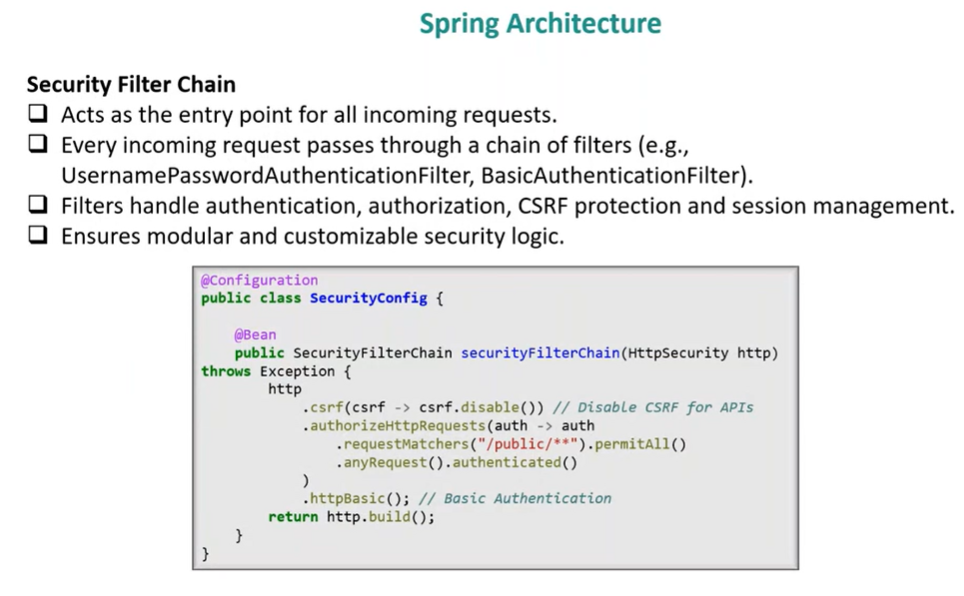 Spring Architecture
Security Filter Chain
❑ Acts as the entry point for all incoming requests.
❑ Every incoming request passes through a chain of filters (e.g.,
UsernamePasswordAuthenticationFilter, BasicAuthenticationFilter).
❑ Filters handle authentication, authorization, CSRF protection and session management.
❑ Ensures modular and customizable security logic.
@Configuration
public class SecurityConfig {
@Bean
public SecurityFilterChain securityFilterChain(HttpSecurity http)
throws Exception {
http
.csrf(csrf -> csrf.disable()) // Disable CSRF for APIs
.authorizeHttpRequests(auth -> auth
.requestMatchers("/public/**").permitAll()
.anyRequest().authenticated()
)
.httpBasic(); // Basic Authentication
return http.build();
}
}